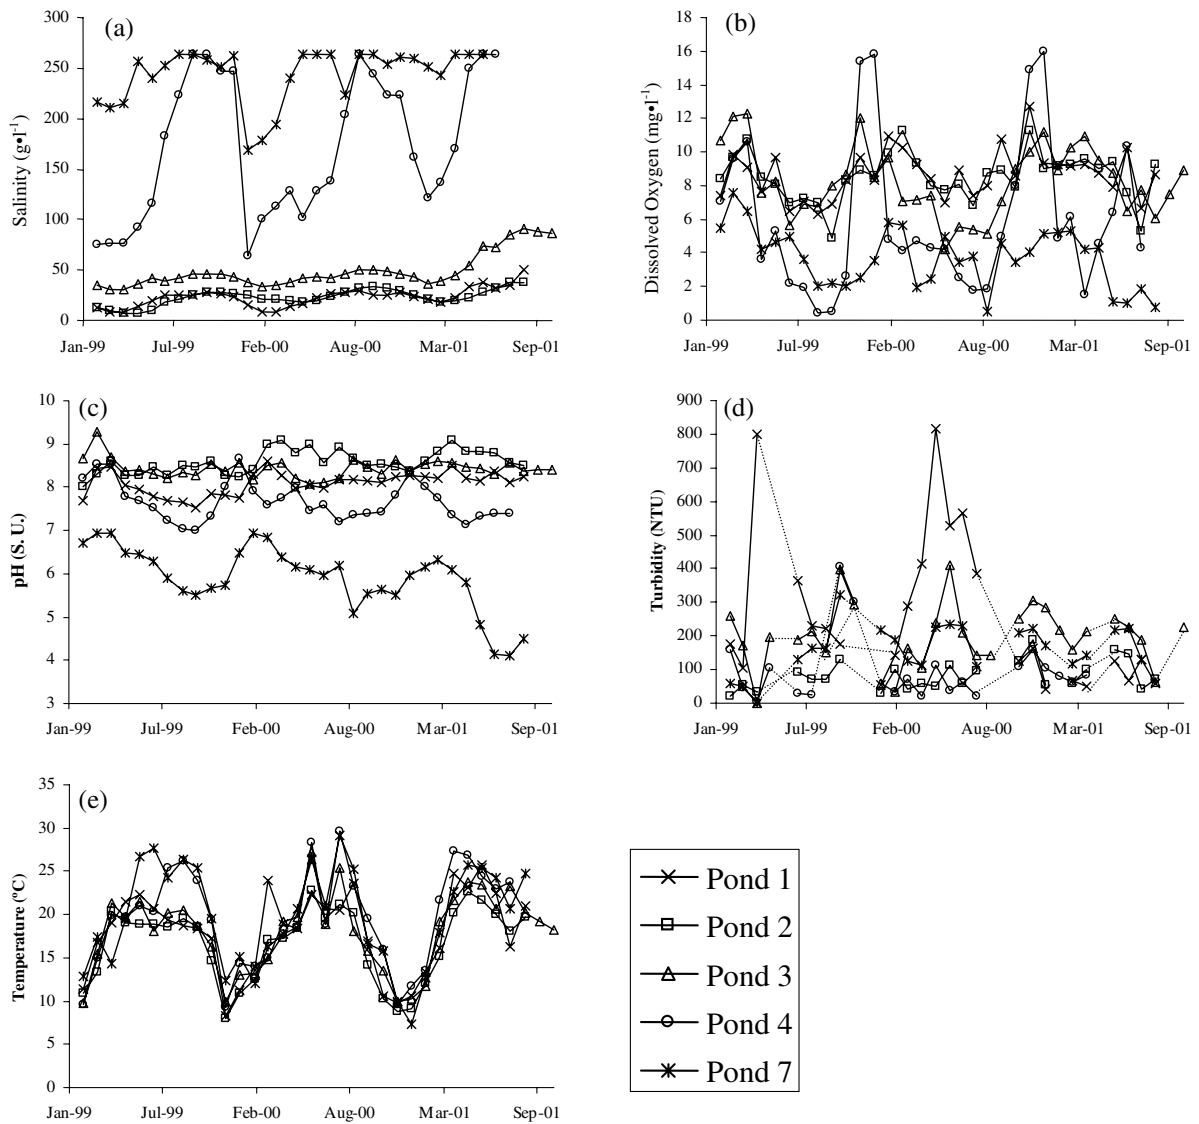 (a)
Salinity (g•l⁻¹)
300
250
200
150
100
50
0
Jan-99 Jul-99 Feb-00 Aug-00 Mar-01 Sep-01
(b)
Dissolved Oxygen (mg•l⁻¹)
18
16
14
12
10
8
6
4
2
0
Jan-99 Jul-99 Feb-00 Aug-00 Mar-01 Sep-01
(c)
pH (S. U.)
10
9
8
7
6
5
4
3
Jan-99 Jul-99 Feb-00 Aug-00 Mar-01 Sep-01
(d)
Turbidity (NTU)
900
800
700
600
500
400
300
200
100
0
Jan-99 Jul-99 Feb-00 Aug-00 Mar-01 Sep-01
(e)
Temperature (ºC)
35
30
25
20
15
10
5
0
Jan-99 Jul-99 Feb-00 Aug-00 Mar-01 Sep-01
Pond 1
Pond 2
Pond 3
Pond 4
Pond 7